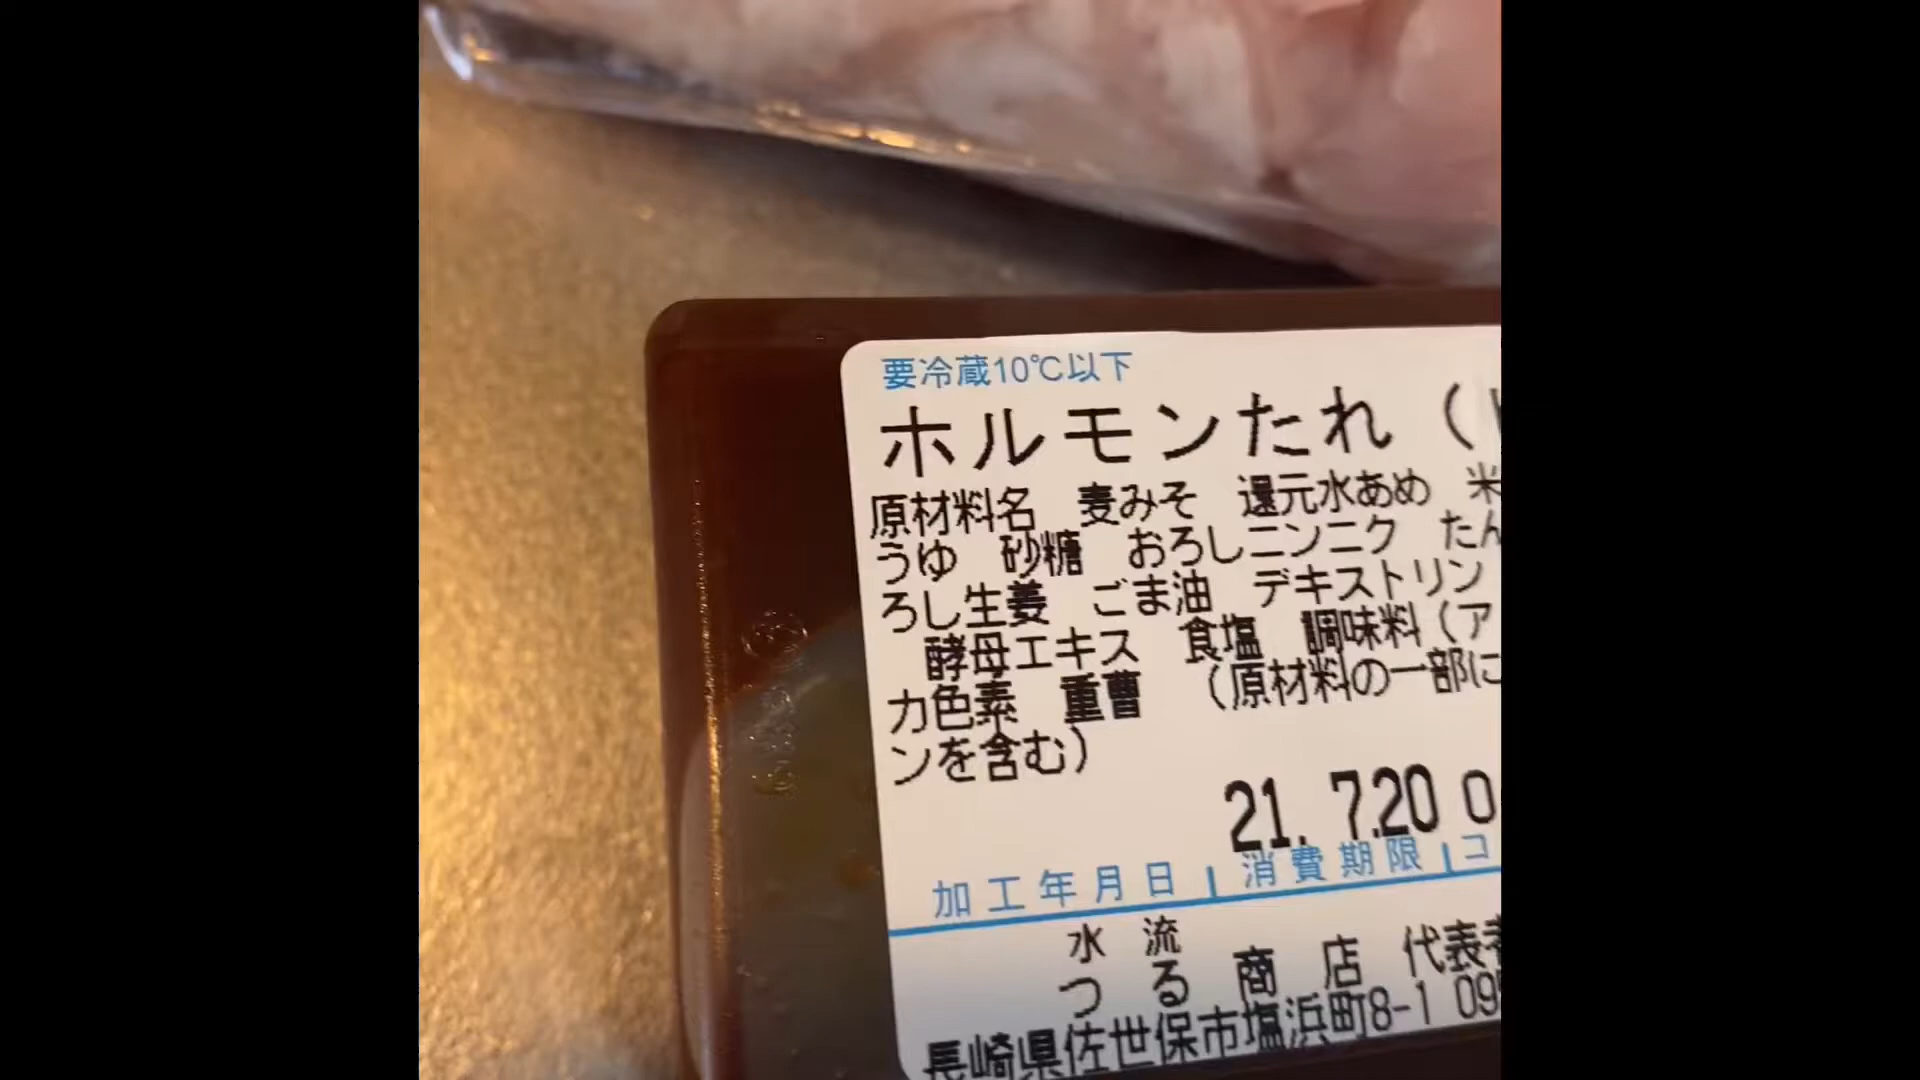 要冷蔵10℃以下
ホルモンたれ(
原材料名 麦みそ 還元水あめ 米
うゆ 砂糖 おろしニンニク たん
ろし生姜 ごま油 デキストリン
酵母エキス 食塩 調味料(ア
カ色素 重曹 (原材料の一部に
ンを含む)
21. 7.20 0
加工年月日 消費期限 コ
水流
つる商店 代表者
長崎県佐世保市塩浜町8-1 09